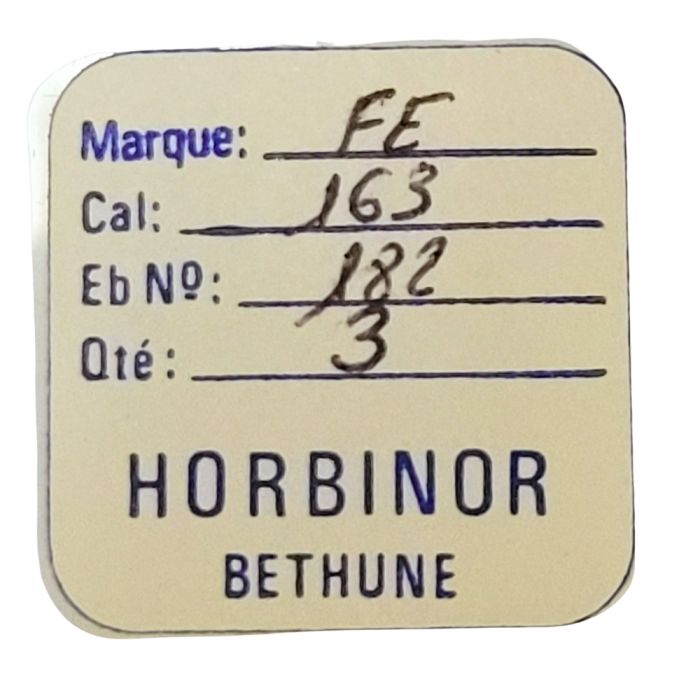 Marque: FE
Cal: 163
Eb Nº: 182
Qté: 3
HORBINOR
BETHUNE